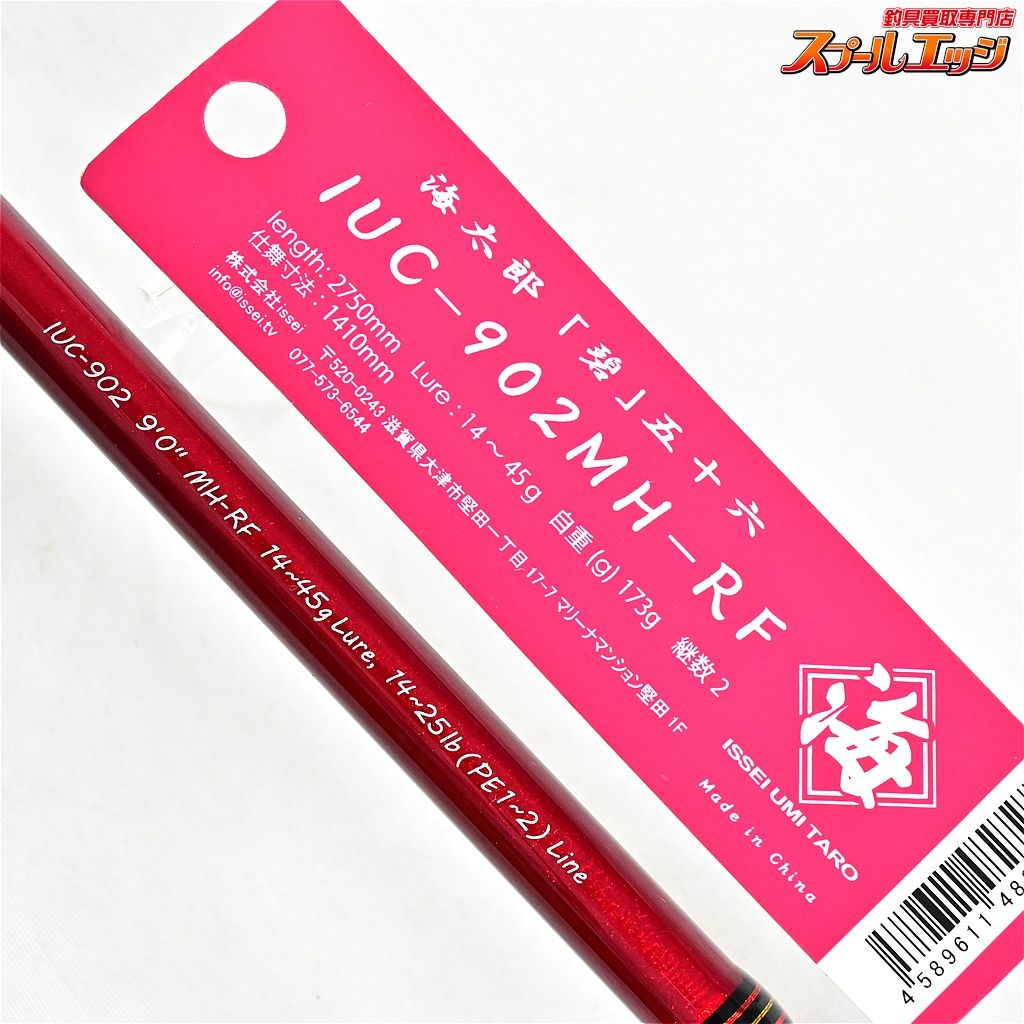 釣具買取専門店
スプールエッジ
海太郎「碧」五十六
IUC-902MH-RF
length: 2750mm Lure : 14～45g 自重(g) 173g 継数 2
仕舞寸法 : 1410mm
株式会社issei 〒520-0243 滋賀県大津市堅田一丁目17-7 マリーナマンション堅田 1F
info@issei.tv 077-573-6544
海
ISSEI UMI TARO
Made in China
4 589611 48
IUC-902 9'0" MH-RF 14~45g Lure, 14~25lb (PE1~2) Line